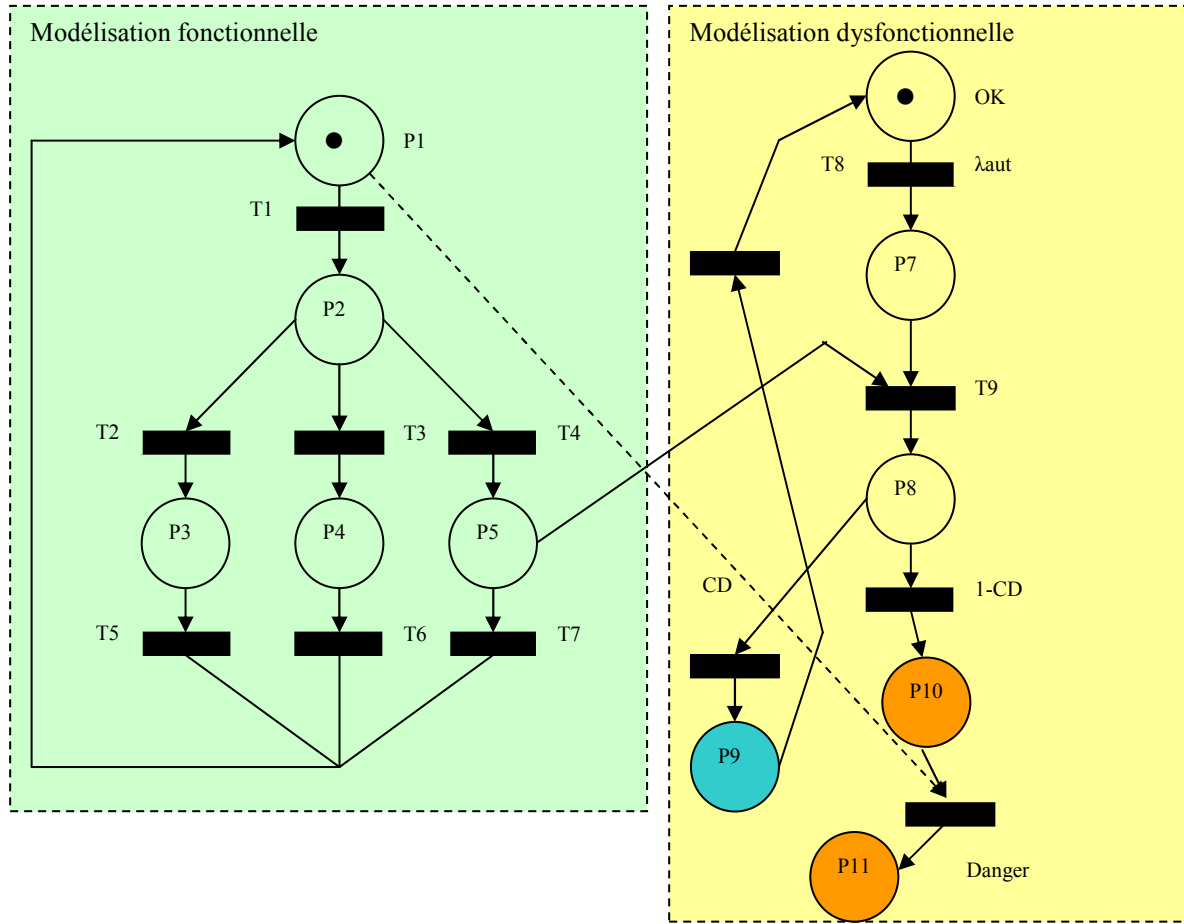 Modélisation fonctionnelle
P1
T1
P2
T2
T3
T4
P3
P4
P5
T5
T6
T7
Modélisation dysfonctionnelle
OK
T8
λaut
P7
T9
P8
CD
1-CD
P10
P9
P11
Danger